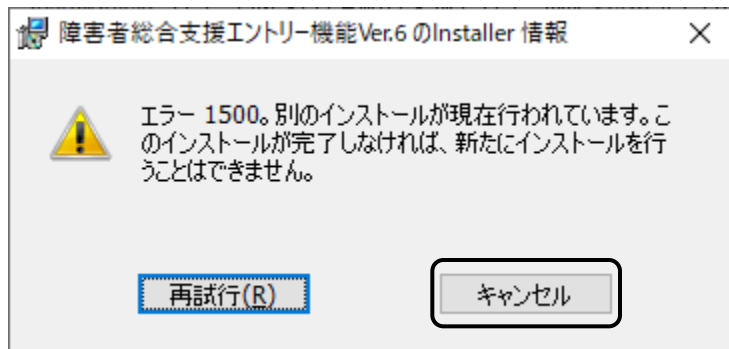 障害者総合支援エントリー機能Ver.6 のInstaller 情報
エラー 1500。別のインストールが現在行われています。こ
のインストールが完了しなければ、新たにインストールを行
うことはできません。
再試行(R)
キャンセル